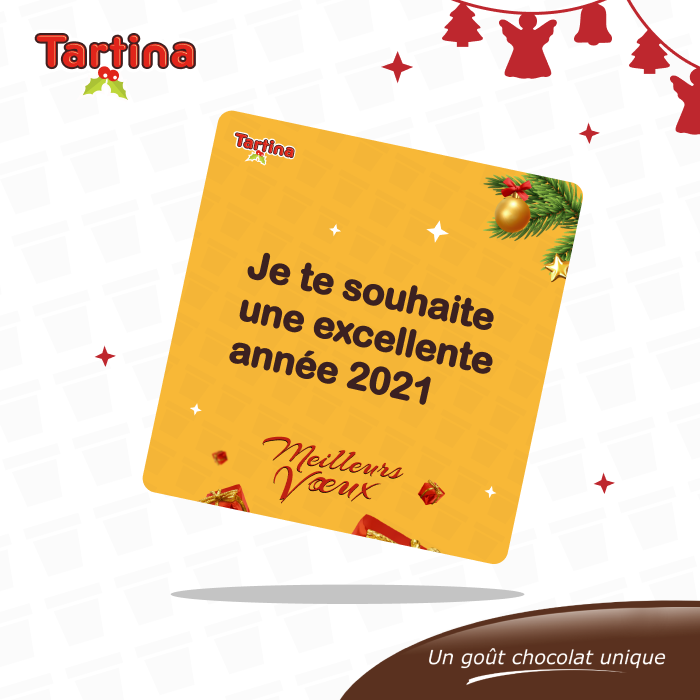 Tartina
Tartina
Je te souhaite
une excellente
année 2021
Meilleurs
Vœux
Un goût chocolat unique